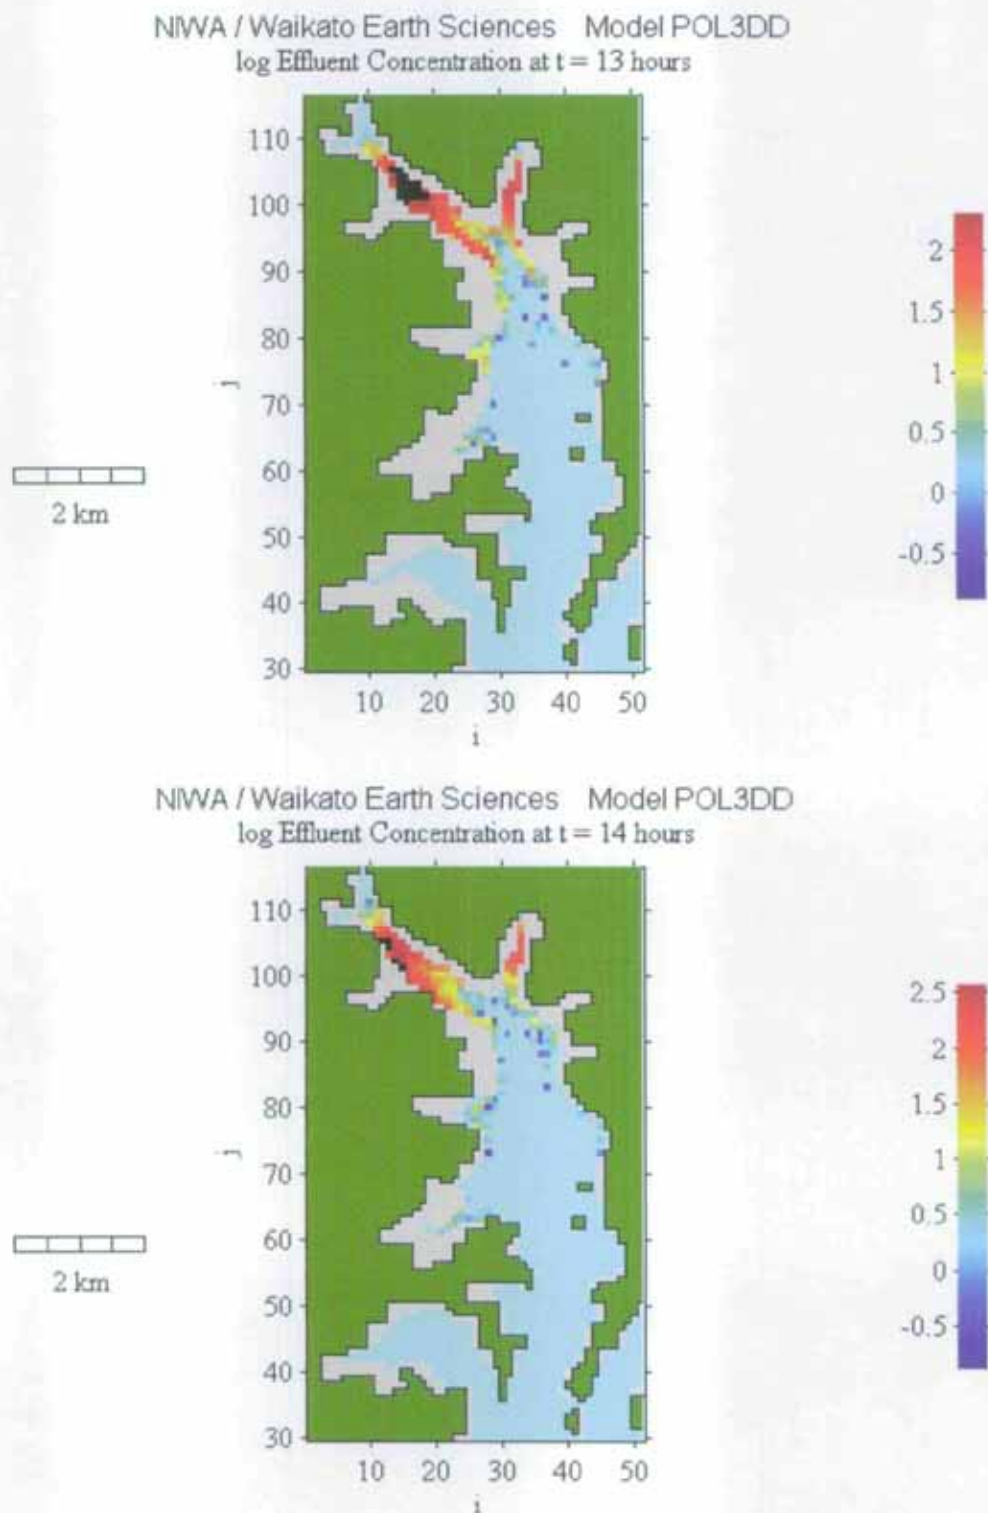 NIWA / Waikato Earth Sciences Model POL3DD
log Effluent Concentration at t = 13 hours
110
100
90
80
70
60
50
40
30
j
10 20 30 40 50
i
2 km
2
1.5
1
0.5
0
-0.5
NIWA / Waikato Earth Sciences Model POL3DD
log Effluent Concentration at t = 14 hours
110
100
90
80
70
60
50
40
30
j
10 20 30 40 50
i
2 km
2.5
2
1.5
1
0.5
0
-0.5